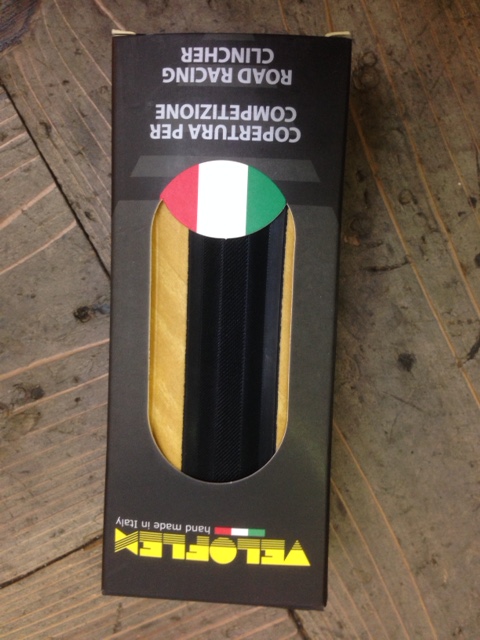 VELOFLEX
hand made in Italy
COPERTURA PER
COMPETIZIONE
ROAD RACING
CLINCHER